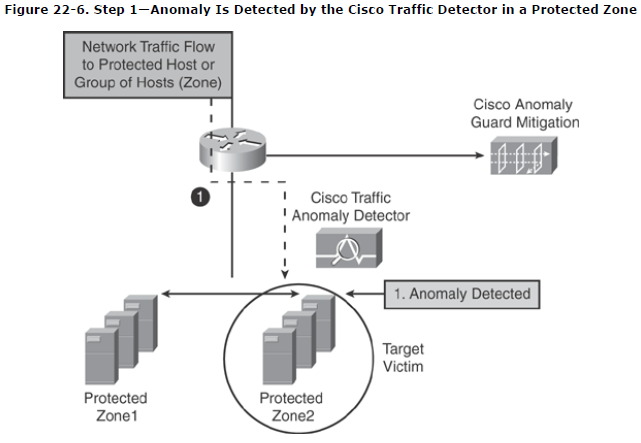 Figure 22-6. Step 1—Anomaly Is Detected by the Cisco Traffic Detector in a Protected Zone
Network Traffic Flow
to Protected Host or
Group of Hosts (Zone)
Cisco Anomaly
Guard Mitigation
1
Cisco Traffic
Anomaly Detector
1. Anomaly Detected
Target
Victim
Protected
Zone1
Protected
Zone2